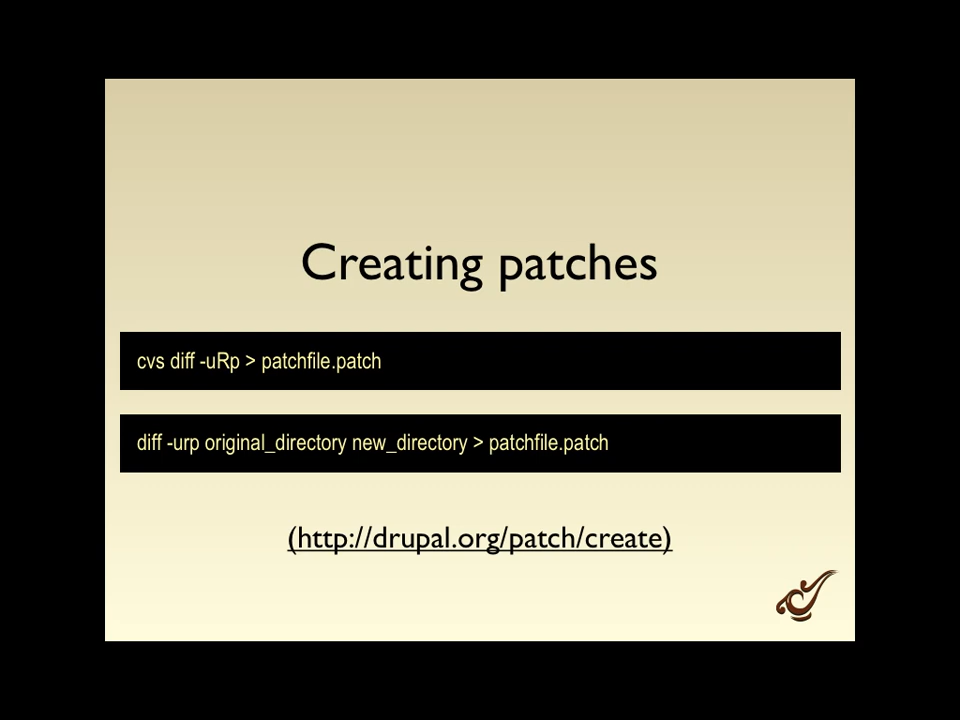 Creating patches
cvs diff -uRp > patchfile.patch
diff -urp original_directory new_directory > patchfile.patch
(http://drupal.org/patch/create)